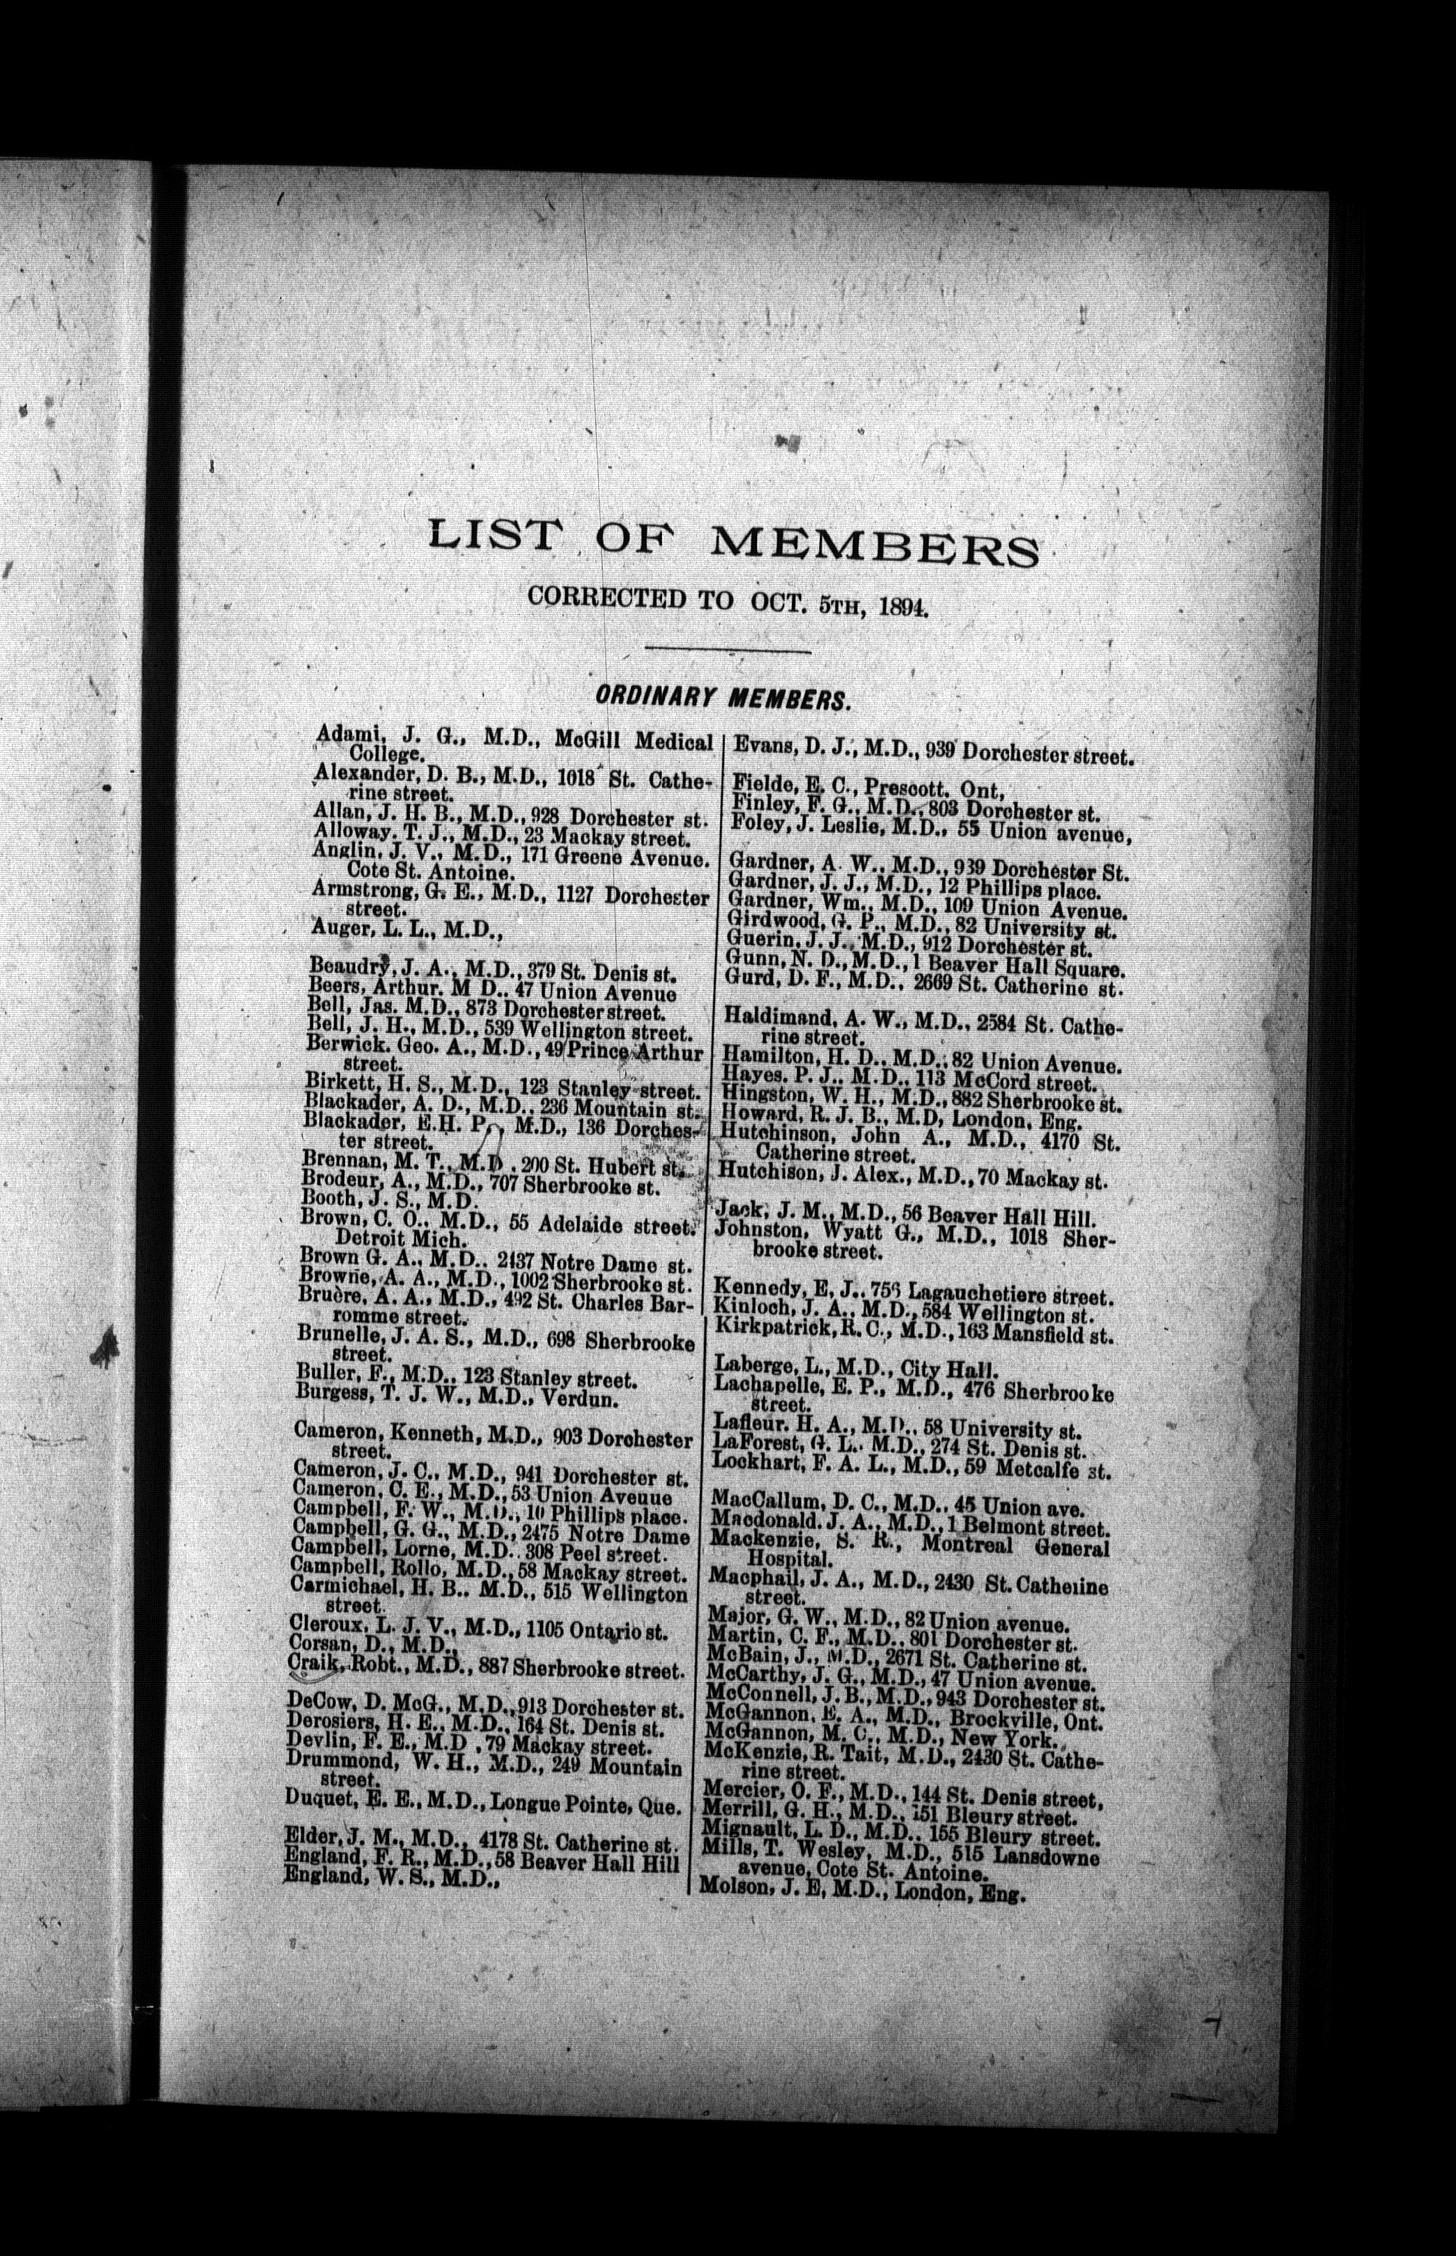 LIST OF MEMBERS
CORRECTED TO OCT. 5TH, 1894.
ORDINARY MEMBERS.
Adami, J. G., M.D., McGill Medical
College.
Alexander, D. B., M.D., 1018 St. Cathe-
rine street.
Allan, J. H. B., M.D., 928 Dorchester st.
Alloway. T. J., M.D., 23 Mackay street.
Anglin, J. V., M.D., 171 Greene Avenue.
Cote St. Antoine.
Armstrong, G. E., M.D., 1127 Dorchester
street.
Auger, L. L., M.D.,
Beaudry, J. A., M.D., 379 St. Denis st.
Beers, Arthur. M D.. 47 Union Avenue
Bell, Jas. M.D., 873 Dorchester street.
Bell, J. H., M.D., 539 Wellington street.
Berwick. Geo. A., M.D., 49 Prince Arthur
street.
Birkett, H. S., M.D., 123 Stanley street.
Blackader, A. D., M.D., 236 Mountain st.
Blackader, E.H. P., M.D., 136 Dorches-
ter street.
Brennan, M. T., M.D . 200 St. Hubert st.
Brodeur, A., M.D., 707 Sherbrooke st.
Booth, J. S., M.D.
Brown, C. O., M.D., 55 Adelaide street.
Detroit Mich.
Brown G. A., M.D.. 2137 Notre Dame st.
Browne, A. A., M.D., 1002 Sherbrooke st.
Bruère, A. A., M.D., 492 St. Charles Bar-
romme street.
Brunelle, J. A. S., M.D., 698 Sherbrooke
street.
Buller, F., M.D.. 123 Stanley street.
Burgess, T. J. W., M.D., Verdun.
Cameron, Kenneth, M.D., 903 Dorchester
street.
Cameron, J. C., M.D., 941 Dorchester st.
Cameron, C. E., M.D., 53 Union Avenue
Campbell, F. W., M.D., 10 Phillips place.
Campbell, G. G., M.D., 2475 Notre Dame
Campbell, Lorne, M.D. 308 Peel street.
Campbell, Rollo, M.D., 58 Mackay street.
Carmichael, H. B.. M.D., 515 Wellington
street.
Cleroux, L. J. V., M.D., 1105 Ontario st.
Corsan, D., M.D.,
Craik, Robt., M.D., 887 Sherbrooke street.
DeCow, D. McG., M.D., 913 Dorchester st.
Derosiers, H. E., M.D., 164 St. Denis st.
Devlin, F. E., M.D , 79 Mackay street.
Drummond, W. H., M.D., 249 Mountain
street.
Duquet, E. E., M.D., Longue Pointe, Que.
Elder, J. M., M.D., 4178 St. Catherine st.
England, F. R., M.D., 58 Beaver Hall Hill
England, W. S., M.D.,
Evans, D. J., M.D., 939 Dorchester street.
Fielde, E. C., Prescott. Ont,
Finley, F. G., M.D., 803 Dorchester st.
Foley, J. Leslie, M.D., 55 Union avenue,
Gardner, A. W., M.D., 939 Dorchester St.
Gardner, J. J., M.D., 12 Phillips place.
Gardner, Wm., M.D., 109 Union Avenue.
Girdwood, G. P., M.D., 82 University st.
Guerin, J. J., M.D., 912 Dorchester st.
Gunn, N. D., M.D., 1 Beaver Hall Square.
Gurd, D. F., M.D.. 2669 St. Catherine st.
Haldimand, A. W., M.D., 2584 St. Cathe-
rine street.
Hamilton, H. D., M.D., 82 Union Avenue.
Hayes. P. J.. M.D.. 113 McCord street.
Hingston, W. H., M.D., 882 Sherbrooke st.
Howard, R. J. B., M.D, London, Eng.
Hutchinson, John A., M.D., 4170 St.
Catherine street.
Hutchison, J. Alex., M.D., 70 Mackay st.
Jack, J. M., M.D., 56 Beaver Hall Hill.
Johnston, Wyatt G., M.D., 1018 Sher-
brooke street.
Kennedy, E, J.. 756 Lagauchetiere street.
Kinloch, J. A., M.D., 584 Wellington st.
Kirkpatrick, R. C., M.D., 163 Mansfield st.
Laberge, L., M.D., City Hall.
Lachapelle, E. P., M.D., 476 Sherbrooke
street.
Lafleur. H. A., M.D.. 58 University st.
LaForest, G. L.. M.D., 274 St. Denis st.
Lockhart, F. A. L., M.D., 59 Metcalfe st.
MacCallum, D. C., M.D.. 45 Union ave.
Macdonald. J. A., M.D., 1 Belmont street.
Mackenzie, S. R., Montreal General
Hospital.
Macphail, J. A., M.D., 2430 St. Catherine
street.
Major, G. W., M.D., 82 Union avenue.
Martin, C. F., M.D.. 801 Dorchester st.
McBain, J., M.D., 2671 St. Catherine st.
McCarthy, J. G., M.D., 47 Union avenue.
McConnell, J. B., M.D., 943 Dorchester st.
McGannon, E. A., M.D., Brockville, Ont.
McGannon, M. C., M.D., New York.
McKenzie, R. Tait, M.D., 2430 St. Cathe-
rine street.
Mercier, O. F., M.D., 144 St. Denis street,
Merrill, G. H., M.D., 151 Bleury street.
Mignault, L. D., M.D.. 155 Bleury street.
Mills, T. Wesley, M.D., 515 Lansdowne
avenue, Cote St. Antoine.
Molson, J. E, M.D., London, Eng.